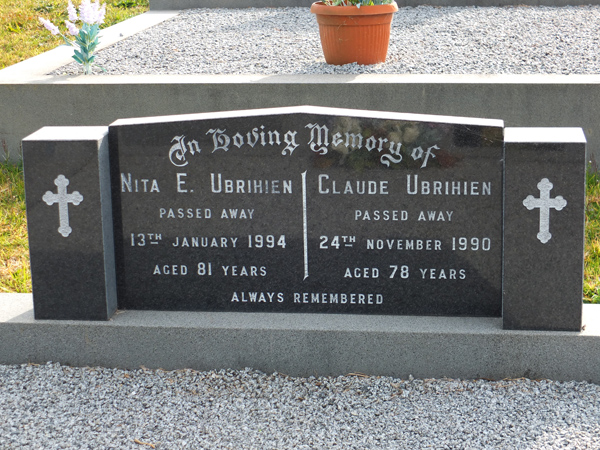 In Loving Memory of
Nita E. Ubrihien
Passed Away
13th January 1994
Aged 81 Years
Claude Ubrihien
Passed Away
24th November 1990
Aged 78 Years
Always Remembered